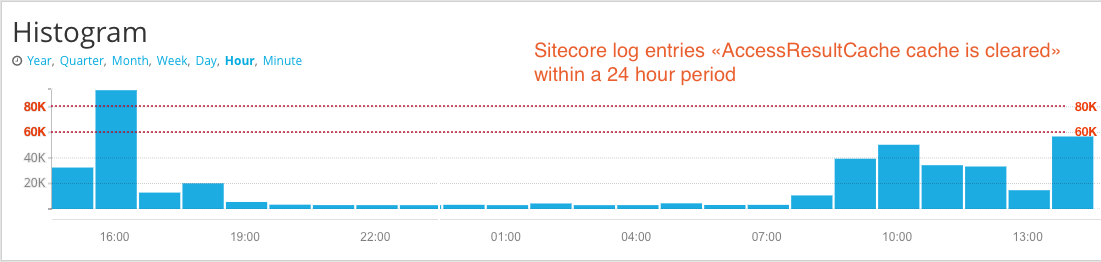 Histogram
Sitecore log entries «AccessResultCache cache is cleared»
within a 24 hour period
Year, Quarter, Month, Week, Day, Hour, Minute
80K
80K
60K
60K
40K
20K
16:00 19:00 22:00 01:00 04:00 07:00 10:00 13:00